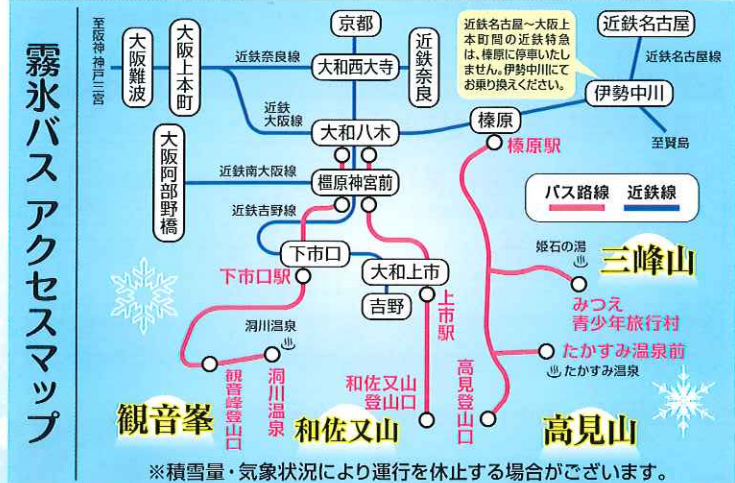 霧氷バス アクセスマップ
至阪神 神戸三宮
大阪難波
大阪上本町
近鉄奈良線
京都
大和西大寺
近鉄奈良
近鉄名古屋~大阪上
本町間の近鉄特急
は、榛原に停車いたし
ません。伊勢中川にて
お乗り換えください。
近鉄名古屋
近鉄名古屋線
伊勢中川
至賢島
近鉄
大阪線
大和八木
榛原
榛原駅
大阪阿部野橋
近鉄南大阪線
橿原神宮前
近鉄吉野線
バス路線
近鉄線
下市口
下市口駅
大和上市
吉野
上市駅
姫石の湯
三峰山
みつえ
青少年旅行村
たかすみ温泉前
たかすみ温泉
洞川温泉
観音峰登山口
洞川温泉
和佐又山
登山口
高見登山口
観音峯
和佐又山
高見山
※積雪量・気象状況により運行を休止する場合がございます。